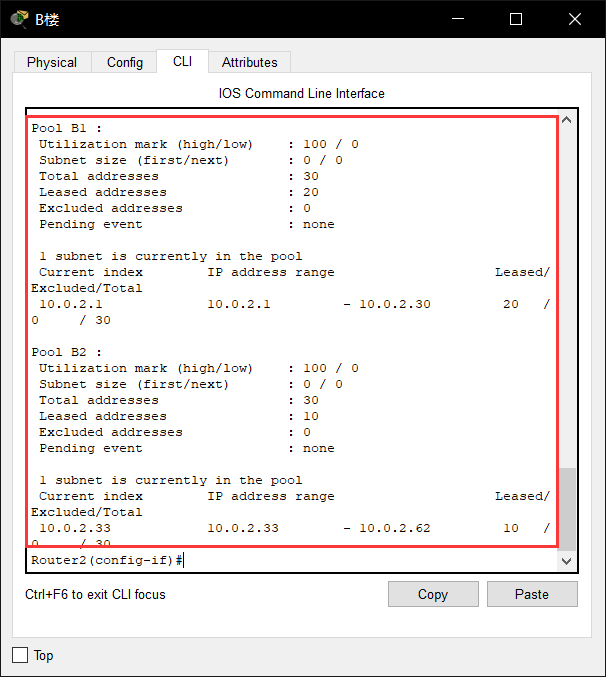 B楼
Physical Config CLI Attributes
IOS Command Line Interface
Pool B1 :
Utilization mark (high/low) : 100 / 0
Subnet size (first/next) : 0 / 0
Total addresses : 30
Leased addresses : 20
Excluded addresses : 0
Pending event : none
1 subnet is currently in the pool
Current index IP address range Leased/
Excluded/Total
10.0.2.1 10.0.2.1 - 10.0.2.30 20 /
0 / 30
Pool B2 :
Utilization mark (high/low) : 100 / 0
Subnet size (first/next) : 0 / 0
Total addresses : 30
Leased addresses : 10
Excluded addresses : 0
Pending event : none
1 subnet is currently in the pool
Current index IP address range Leased/
Excluded/Total
10.0.2.33 10.0.2.33 - 10.0.2.62 10 /
0 / 30
Router2(config-if)#
Ctrl+F6 to exit CLI focus
Copy Paste
Top